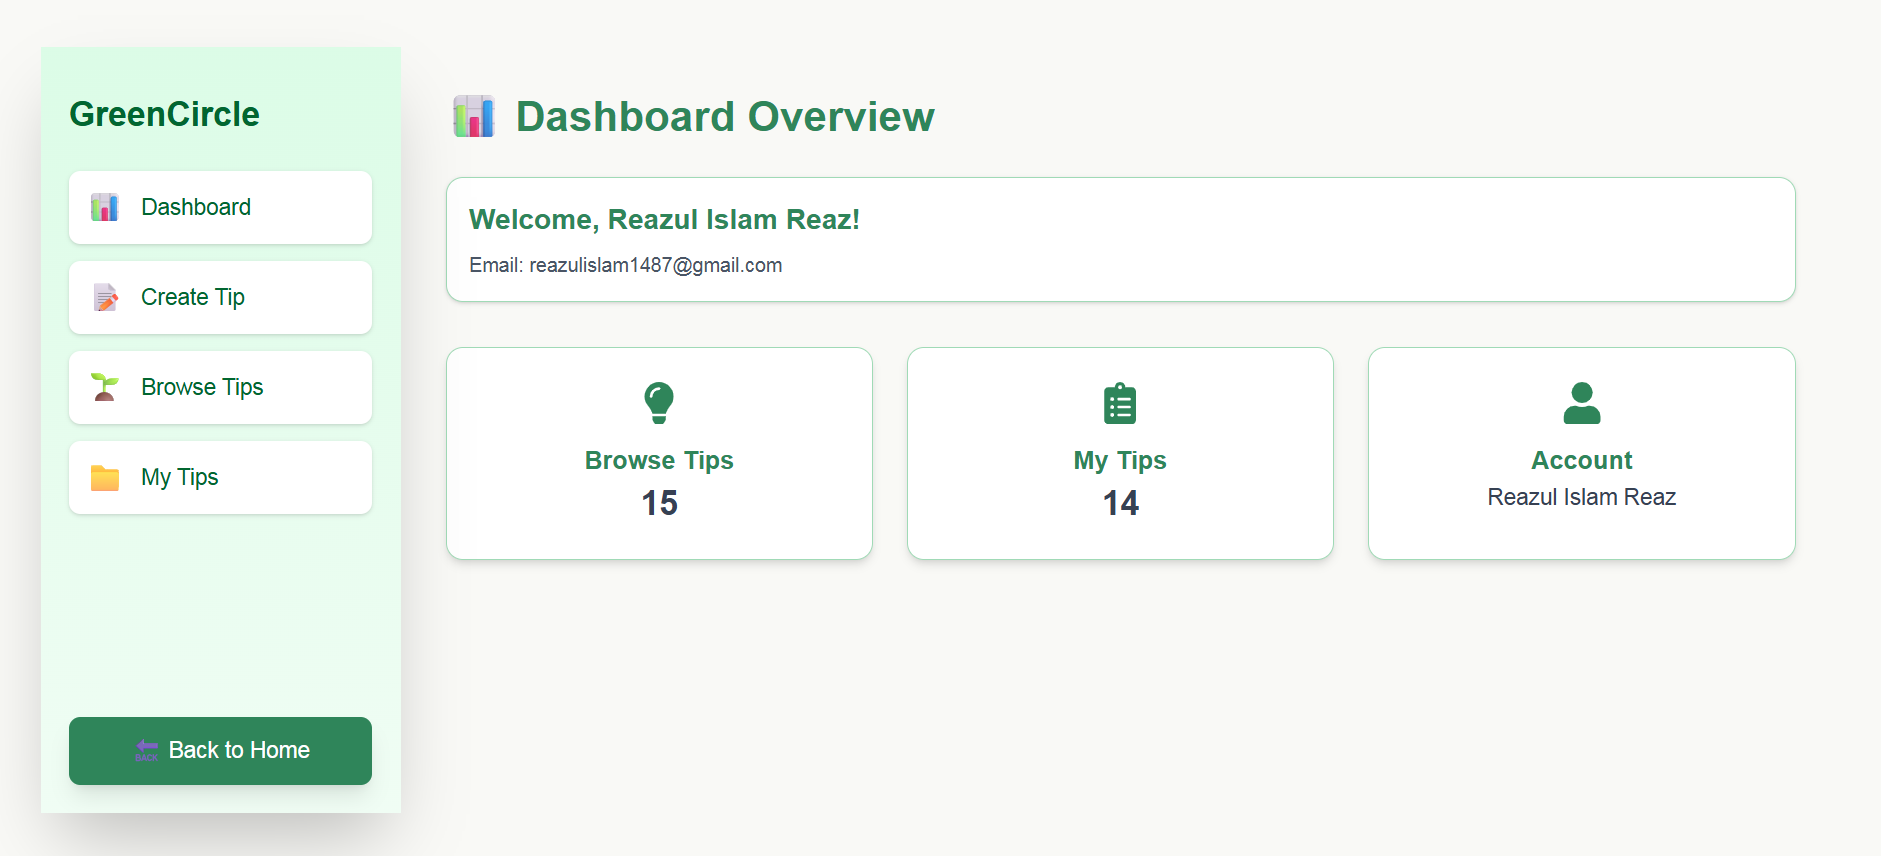 GreenCircle
Dashboard
Create Tip
Browse Tips
My Tips
BACK Back to Home
Dashboard Overview
Welcome, Reazul Islam Reaz!
Email: reazulislam1487@gmail.com
Browse Tips
15
My Tips
14
Account
Reazul Islam Reaz